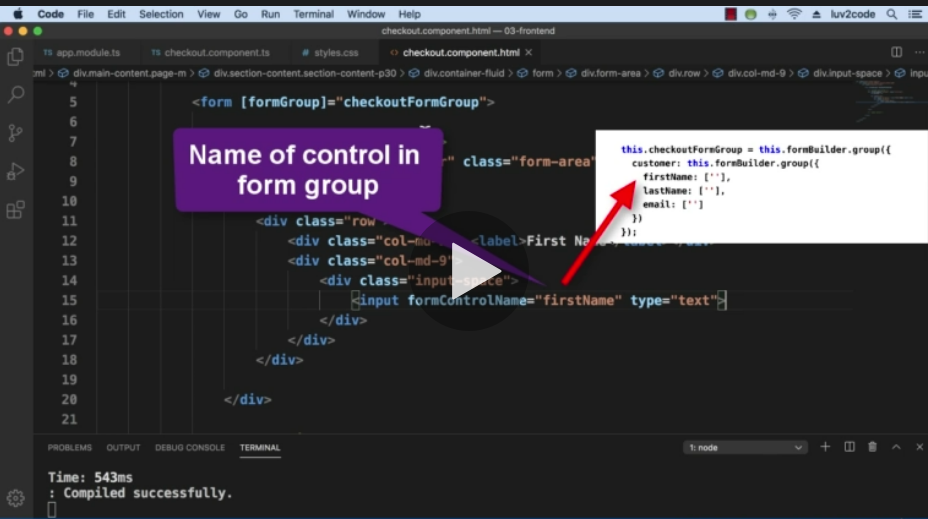 Code File Edit Selection View Go Run Terminal Window Help luv2code
checkout.component.html — 03-frontend
TS app.module.ts TS checkout.component.ts # styles.css <> checkout.component.html ×
ml > div.main-content.page-m > div.section-content.section-content-p30 > div.container-fluid > form > div.form-area > div.row > div.col-md-9 > div.input-space > inpu
5 <form [formGroup]="checkoutFormGroup">
6
7
8 class="form-area"
9
10
11 <div class="row
12 <div class="col-md <label>First Na
13 <div class="col-md-9"
14 <div class="input-space">
15 <input formControlName="firstName" type="text">
16 </div>
17 </div>
18 </div>
19
20 </div>
21
Name of control in
form group
this.checkoutFormGroup = this.formBuilder.group({
customer: this.formBuilder.group({
firstName: [''],
lastName: [''],
email: ['']
})
});
PROBLEMS OUTPUT DEBUG CONSOLE TERMINAL 1: node
Time: 543ms
: Compiled successfully.